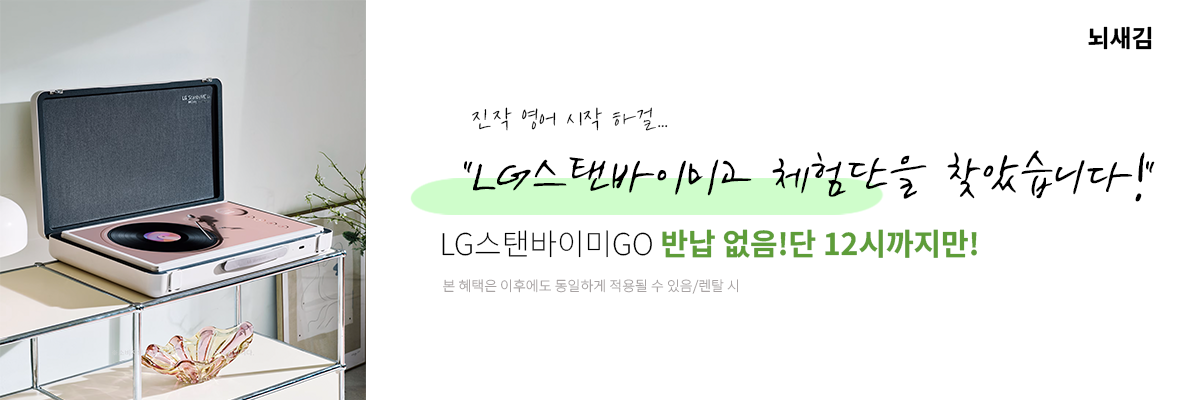 뇌새김
진작 영어 시작 하걸...
"LG스탠바이미고 체험단을 찾았습니다!"
LG스탠바이미GO 반납 없음!단 12시까지만!
본 혜택은 이후에도 동일하게 적용될 수 있음/렌탈 시